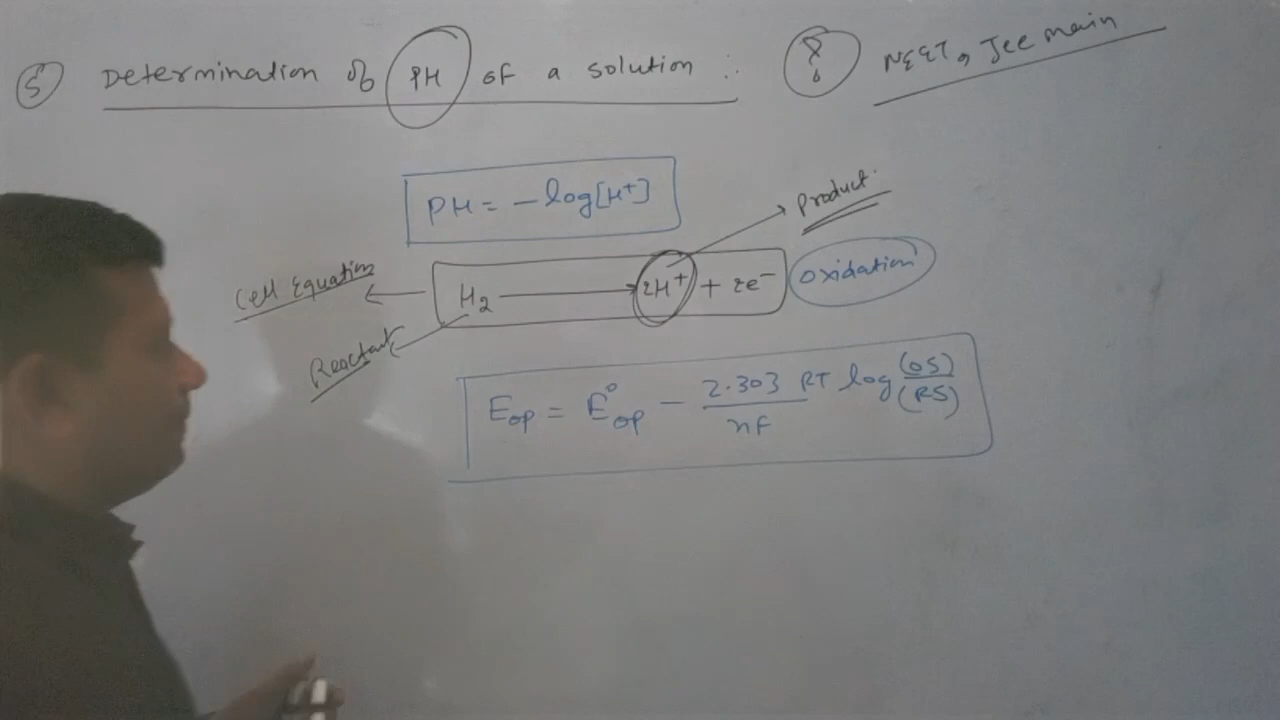 5 Determination of PH of a solution :. NEET, Jee main
PH = - log[H+]
Product.
Cell Equation H2 → 2H+ + 2e- oxidation
Reactant
Eop = E°op - 2.303 RT/nF log (OS)/(RS)